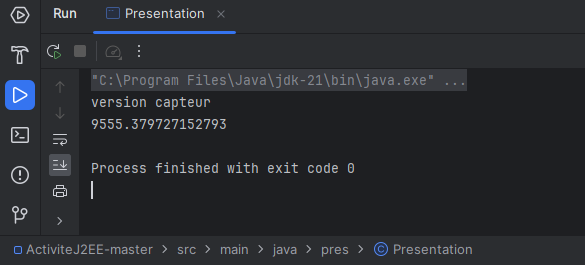 Run Presentation
"C:\Program Files\Java\jdk-21\bin\java.exe" ...
version capteur
9555.379727152793
Process finished with exit code 0
ActiviteJ2EE-master > src > main > java > pres > Presentation